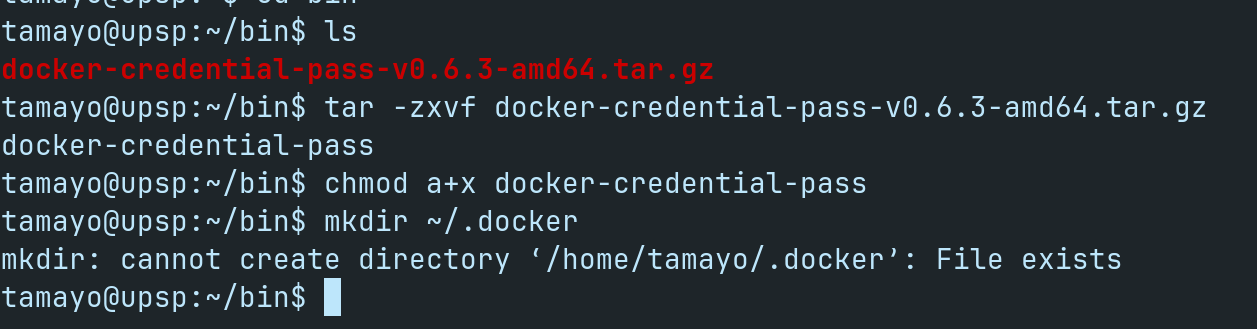 tamayo@upsp:~/bin$ ls
docker-credential-pass-v0.6.3-amd64.tar.gz
tamayo@upsp:~/bin$ tar -zxvf docker-credential-pass-v0.6.3-amd64.tar.gz
docker-credential-pass
tamayo@upsp:~/bin$ chmod a+x docker-credential-pass
tamayo@upsp:~/bin$ mkdir ~/.docker
mkdir: cannot create directory ‘/home/tamayo/.docker’: File exists
tamayo@upsp:~/bin$